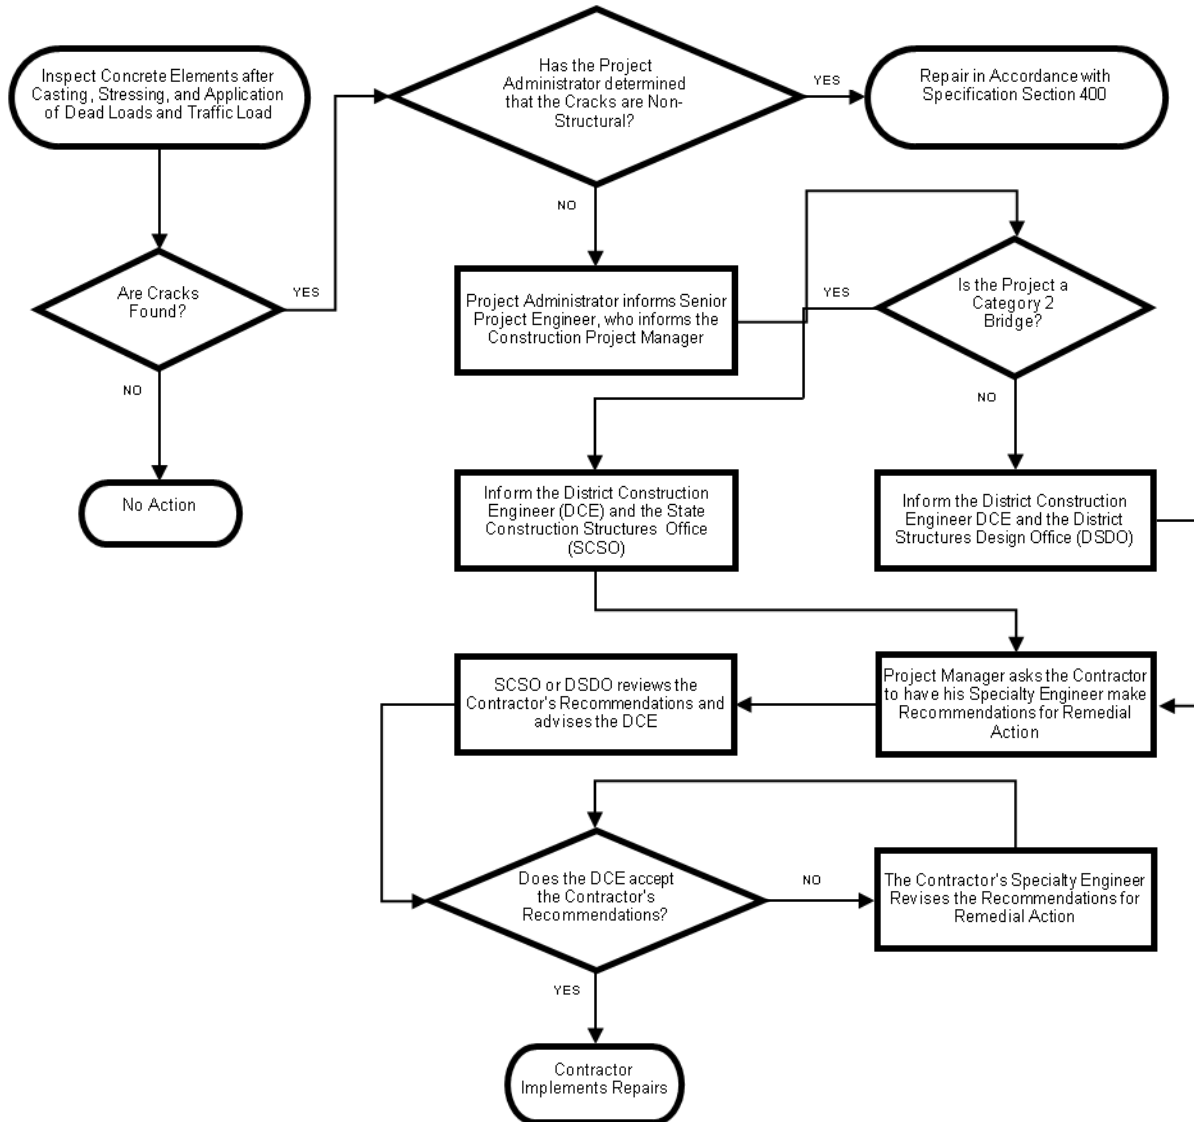 Inspect Concrete Elements after
Casting, Stressing, and Application
of Dead Loads and Traffic Load
Has the Project
Administrator determined
that the Cracks are Non-
Structural?
YES
Repair in Accordance with
Specification Section 400
NO
Are Cracks
Found?
YES
NO
No Action
Project Administrator informs Senior
Project Engineer, who informs the
Construction Project Manager
YES
Is the Project a
Category 2
Bridge?
NO
Inform the District Construction
Engineer (DCE) and the State
Construction Structures Office
(SCSO)
Inform the District Construction
Engineer DCE and the District
Structures Design Office (DSDO)
SCSO or DSDO reviews the
Contractor's Recommendations and
advises the DCE
Project Manager asks the Contractor
to have his Specialty Engineer make
Recommendations for Remedial
Action
Does the DCE accept
the Contractor's
Recommendations?
NO
The Contractor's Specialty Engineer
Revises the Recommendations for
Remedial Action
YES
Contractor
Implements Repairs